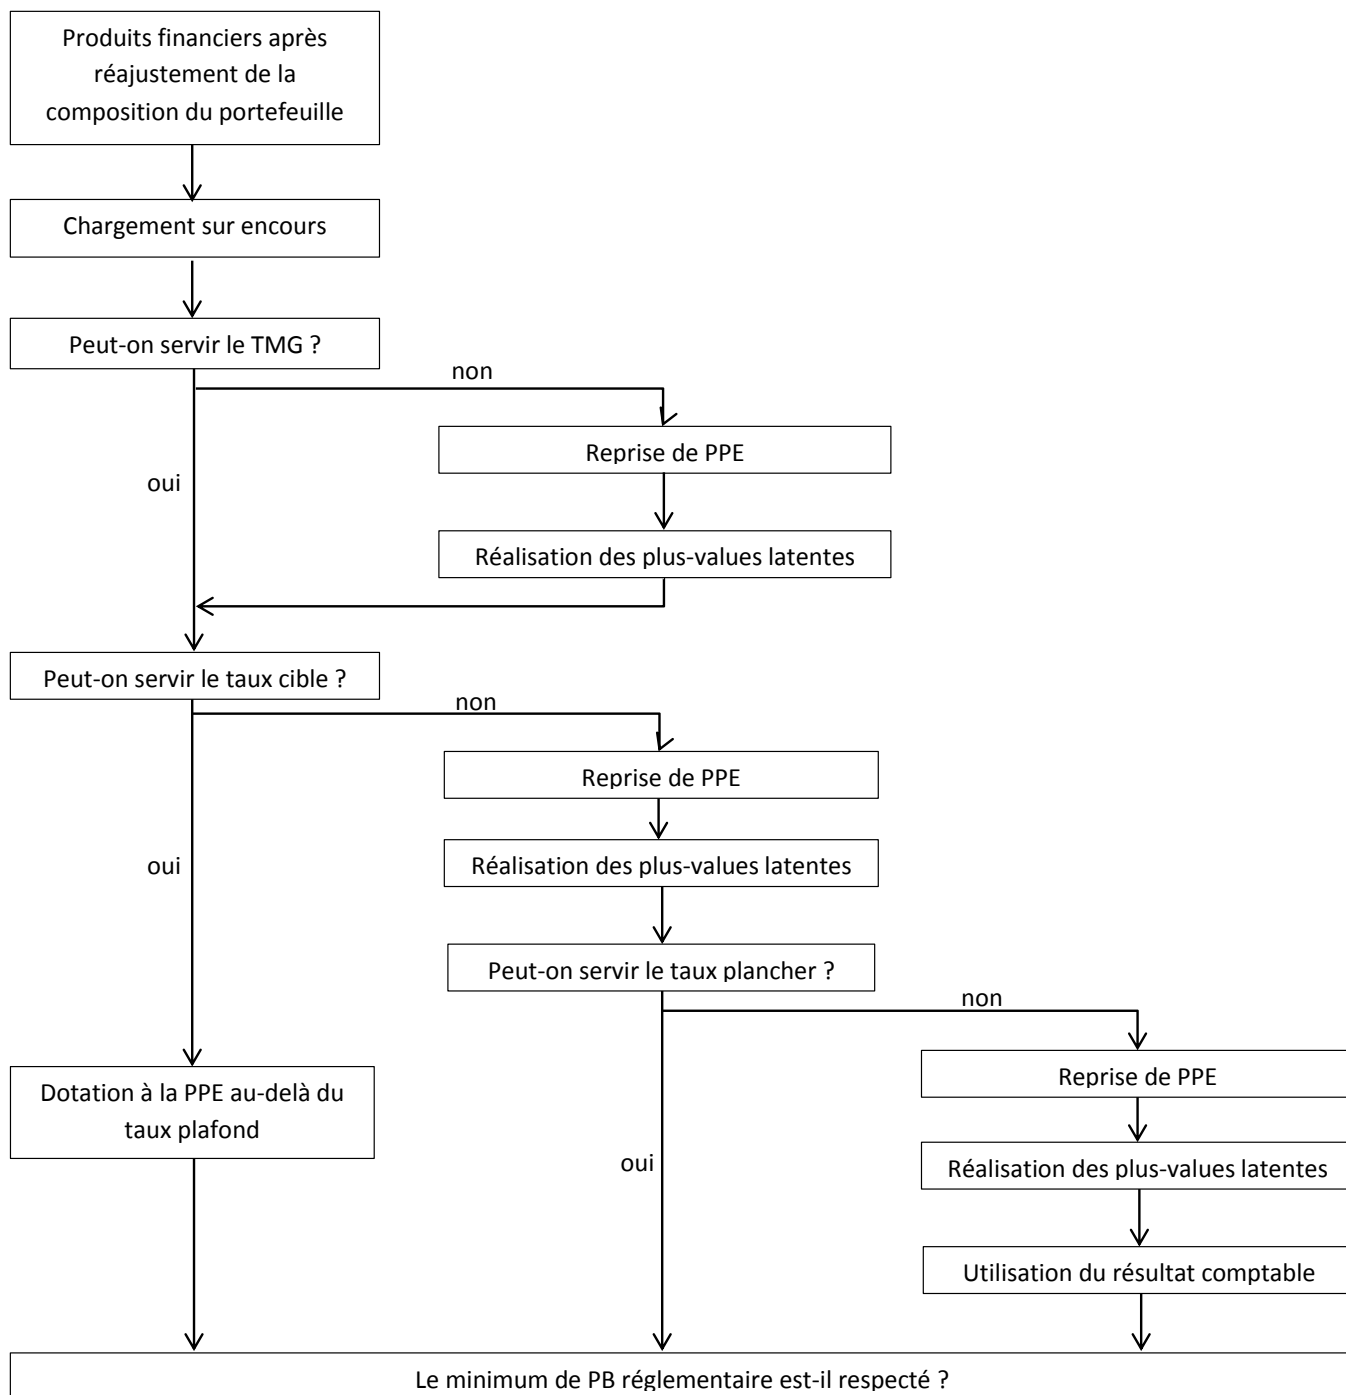 Produits financiers après
réajustement de la
composition du portefeuille
Chargement sur encours
Peut-on servir le TMG ?
non
Reprise de PPE
oui
Réalisation des plus-values latentes
Peut-on servir le taux cible ?
non
Reprise de PPE
oui
Réalisation des plus-values latentes
Peut-on servir le taux plancher ?
non
Reprise de PPE
Dotation à la PPE au-delà du
taux plafond
oui
Réalisation des plus-values latentes
Utilisation du résultat comptable
Le minimum de PB réglementaire est-il respecté ?